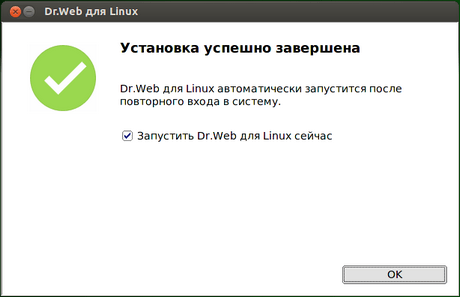 Dr.Web для Linux
Установка успешно завершена
Dr.Web для Linux автоматически запустится после
повторного входа в систему.
Запустить Dr.Web для Linux сейчас
OK